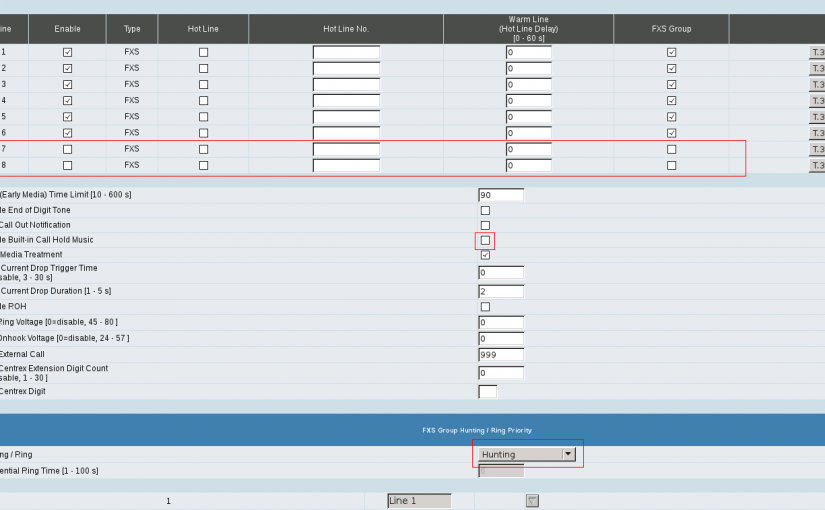 ine Enable Type Hot Line Hot Line No. Warm Line
(Hot Line Delay)
[0 - 60 s] FXS Group
1 FXS 0 T.3
2 FXS 0 T.3
3 FXS 0 T.3
4 FXS 0 T.3
5 FXS 0 T.3
6 FXS 0 T.3
7 FXS 0 T.3
8 FXS 0 T.3
(Early Media) Time Limit [10 - 600 s] 90
le End of Digit Tone
Call Out Notification
le Built-in Call Hold Music
Media Treatment
Current Drop Trigger Time
sable, 3 - 30 s] 0
Current Drop Duration [1 - 5 s] 2
le ROH
Ring Voltage [0=disable, 45 - 80 ] 0
Onhook Voltage [0=disable, 24 - 57 ] 0
External Call 999
Centrex Extension Digit Count
sable, 1 - 30 ] 0
Centrex Digit
FXS Group Hunting / Ring Priority
ng / Ring Hunting
ential Ring Time [1 - 100 s]
1 Line 1